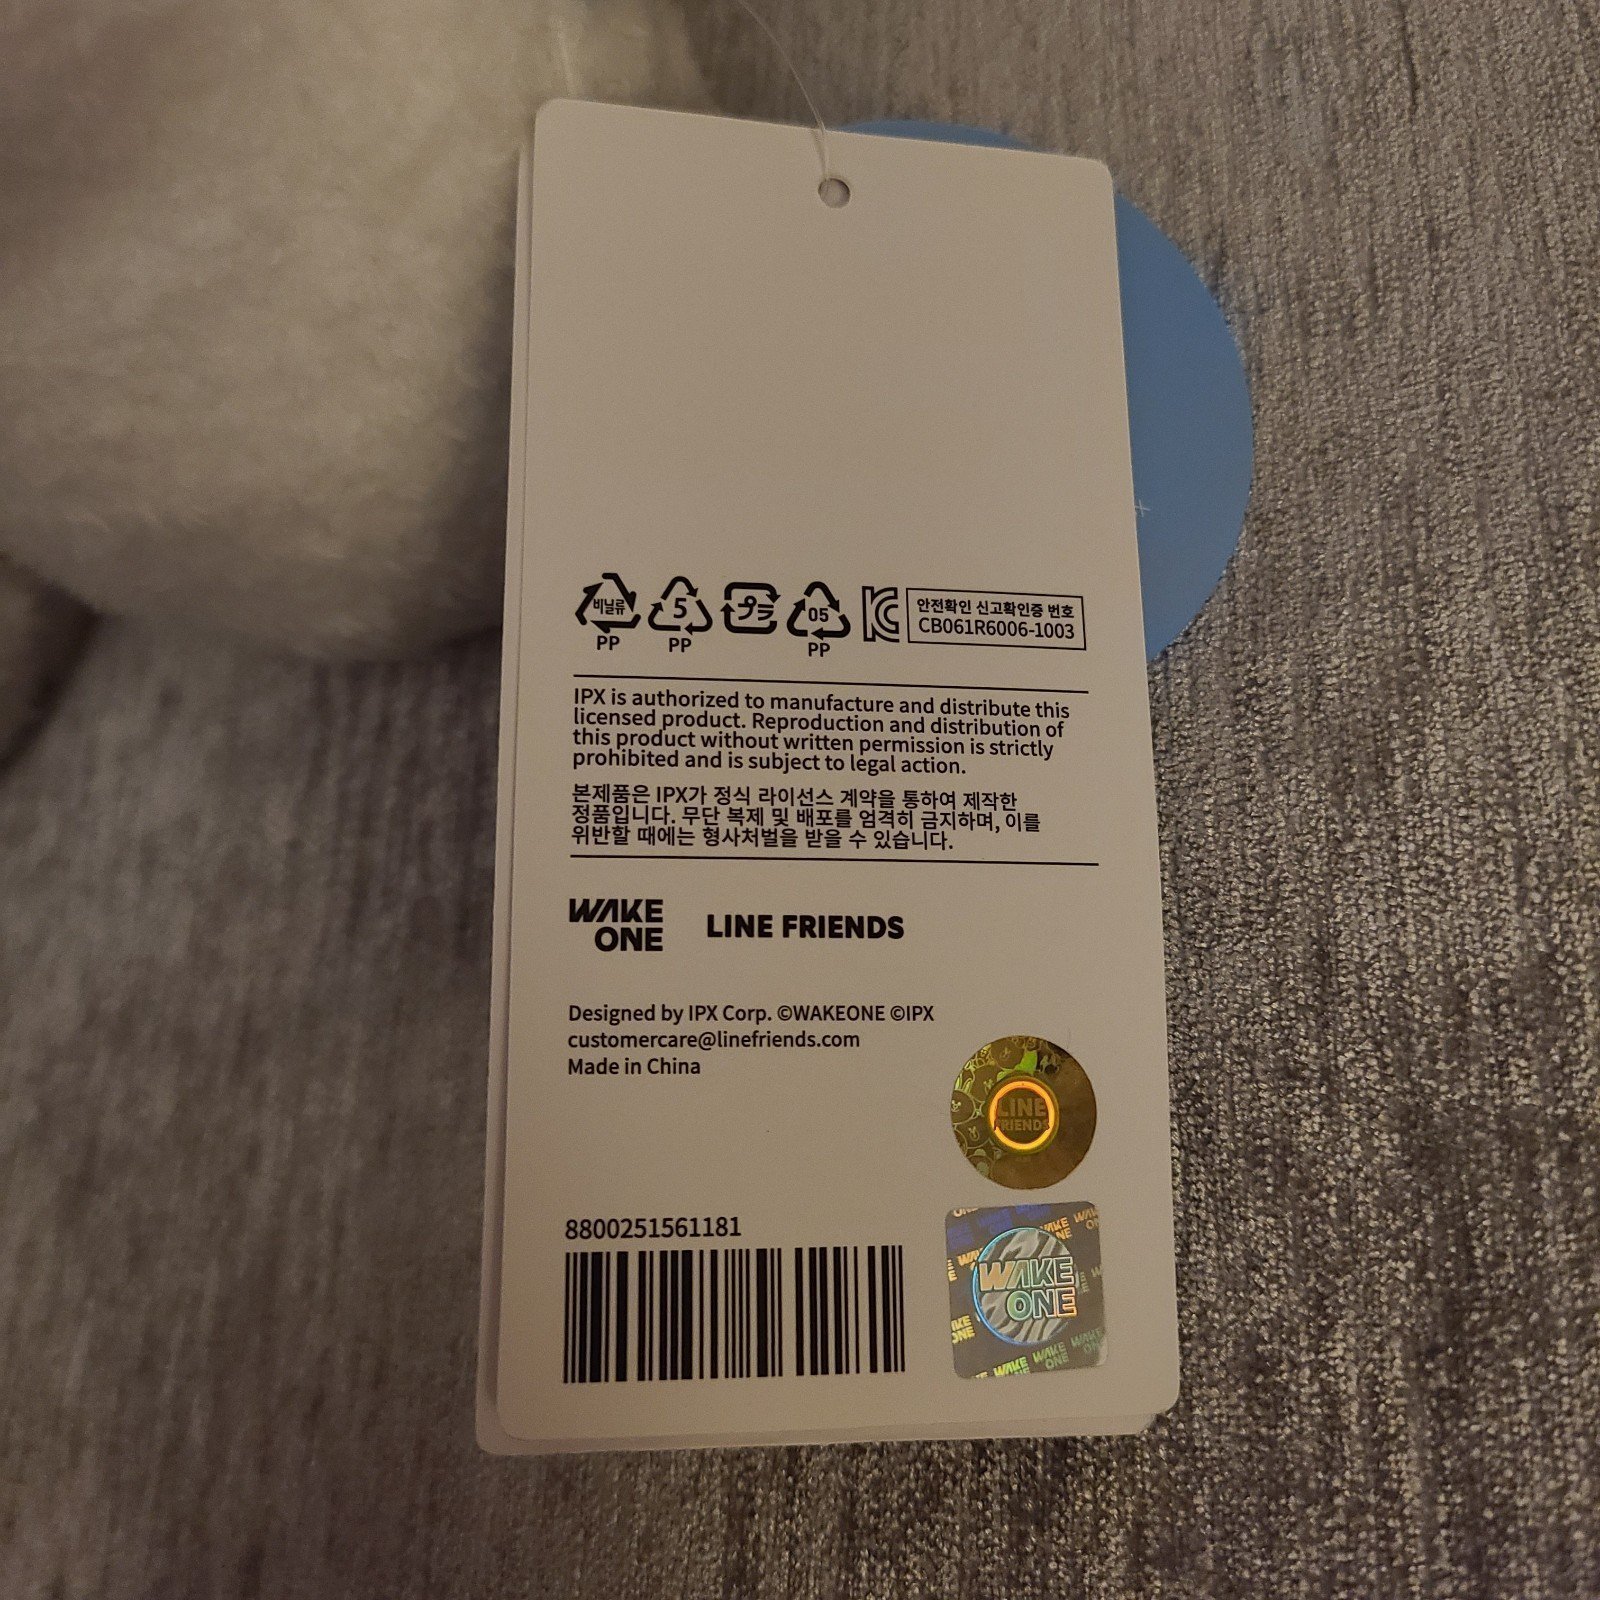 비닐류
PP
5
PP
プ
05
PP
안전확인 신고확인증 번호
CB061R6006-1003
IPX is authorized to manufacture and distribute this
licensed product. Reproduction and distribution of
this product without written permission is strictly
prohibited and is subject to legal action.
본제품은 IPX가 정식 라이선스 계약을 통하여 제작한
정품입니다. 무단 복제 및 배포를 엄격히 금지하며, 이를
위반할 때에는 형사처벌을 받을 수 있습니다.
WAKE
ONE
LINE FRIENDS
Designed by IPX Corp. ©WAKEONE ©IPX
customercare@linefriends.com
Made in China
LINE
FRIENDS
8800251561181
WAKE
ONE